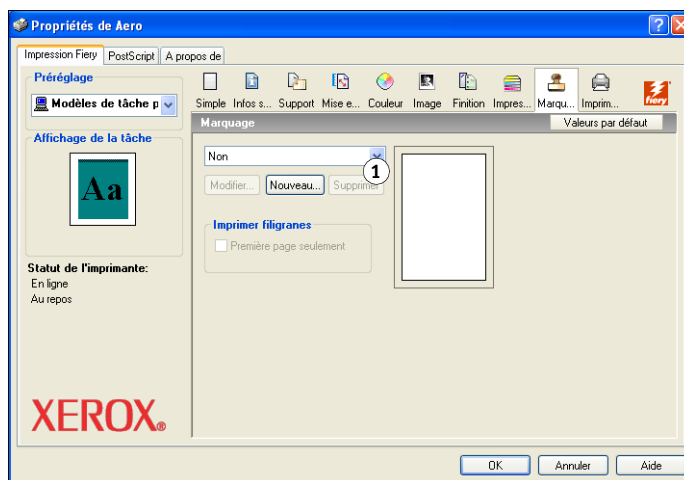 Propriétés de Aero
Impression Fiery PostScript A propos de
Préréglage
Modèles de tâche p
Affichage de la tâche
Aa
Statut de l'imprimante:
En ligne
Au repos
XEROX®
Simple Infos s... Support Mise e... Couleur Image Finition Impres... Marqu... Imprim...
fiery
Marquage Valeurs par défaut
Non
1
Modifier... Nouveau... Supprimer
Imprimer filigranes
Première page seulement
OK Annuler Aide